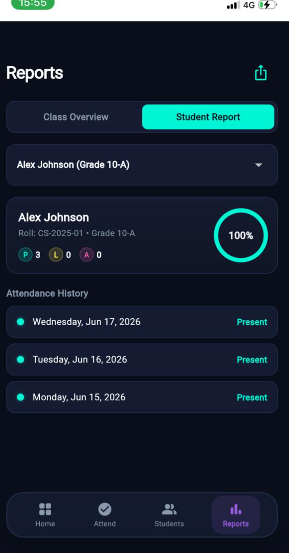 15:55
4G
Reports
Class Overview
Student Report
Alex Johnson (Grade 10-A)
Alex Johnson
Roll: CS-2025-01 • Grade 10-A
100%
P 3 L 0 A 0
Attendance History
Wednesday, Jun 17, 2026 Present
Tuesday, Jun 16, 2026 Present
Monday, Jun 15, 2026 Present
Home Attend Students Reports